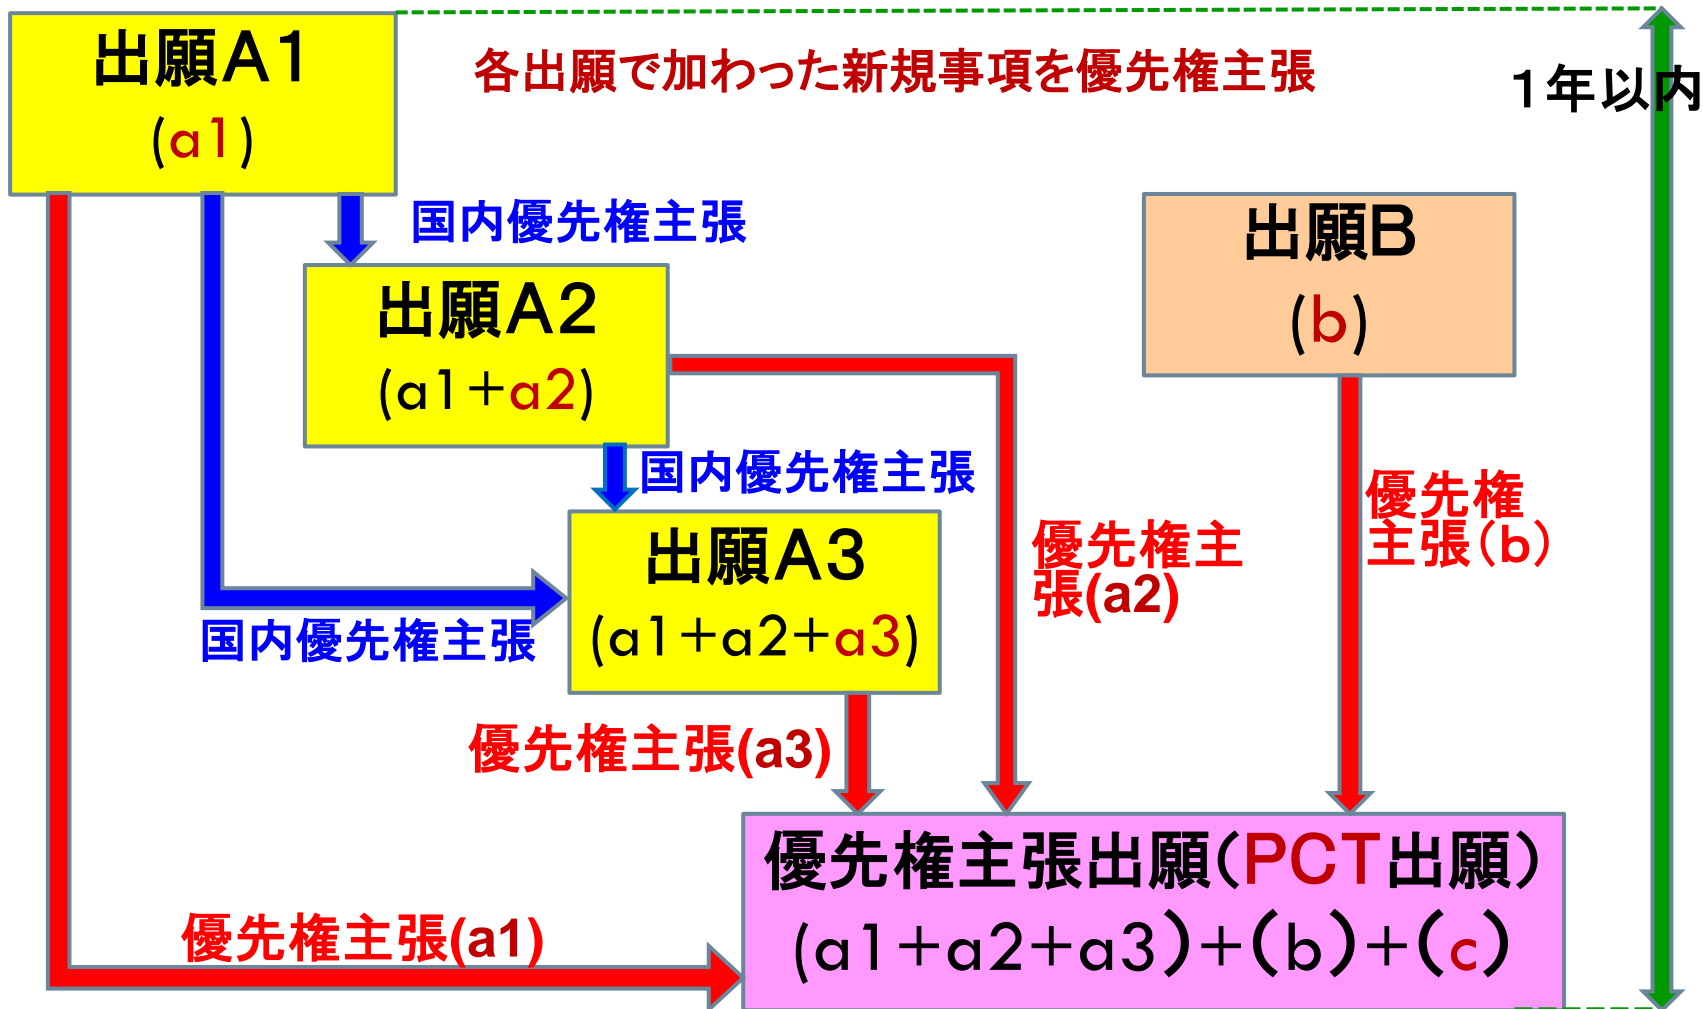 出願A1
(a1)
各出願で加わった新規事項を優先権主張
1年以内
国内優先権主張
出願B
(b)
出願A2
(a1+a2)
国内優先権主張
優先権
主張(b)
出願A3
(a1+a2+a3)
優先権主
張(a2)
国内優先権主張
優先権主張(a3)
優先権主張出願(PCT出願)
(a1+a2+a3)+(b)+(c)
優先権主張(a1)